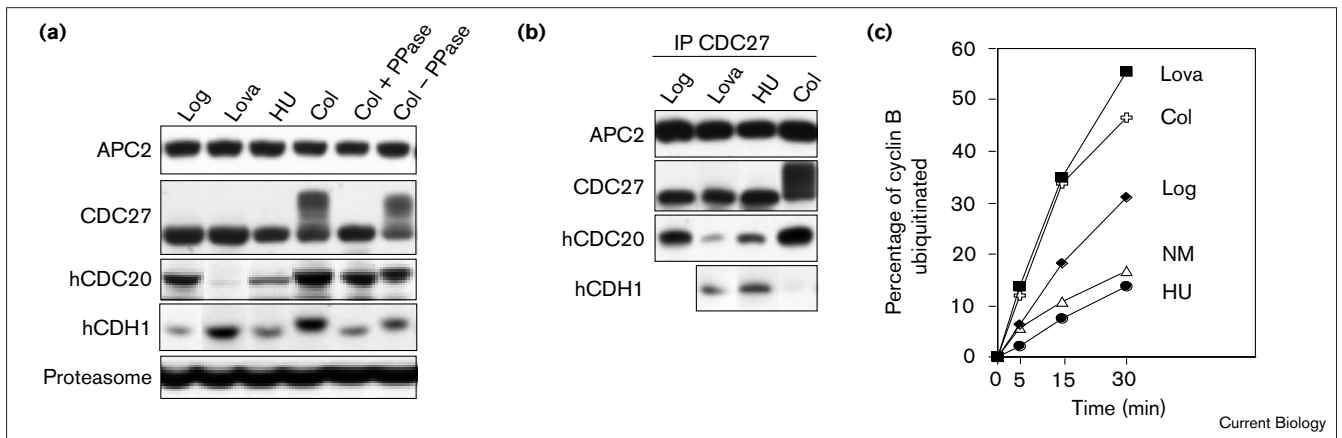 (a)
Log
Lova
HU
Col
Col + PPase
Col – PPase
APC2
CDC27
hCDC20
hCDH1
Proteasome
(b)
IP CDC27
Log
Lova
HU
Col
APC2
CDC27
hCDC20
hCDH1
(c)
Percentage of cyclin B
ubiquitinated
60
50
40
30
20
10
0
0 5 15 30
Time (min)
Lova
Col
Log
NM
HU
Current Biology